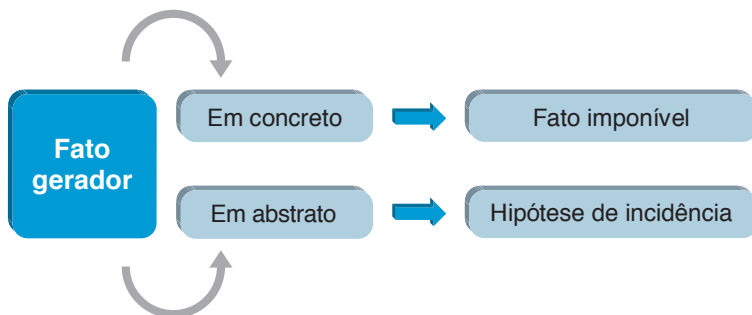 Fato
gerador
Em concreto
Fato imponível
Em abstrato
Hipótese de incidência